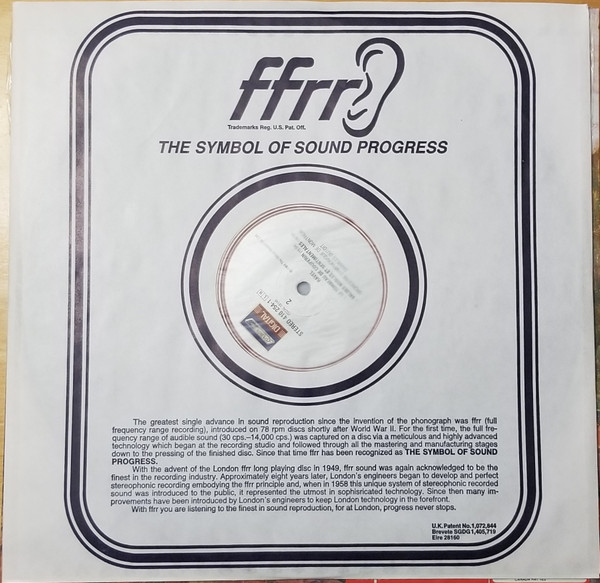 ffrr
Trademarks Reg. U.S. Pat. Off.
THE SYMBOL OF SOUND PROGRESS
2
STEREO 410 254-1
DIGITAL
The greatest single advance in sound reproduction since the invention of the phonograph was ffrr (full
frequency range recording), introduced on 78 rpm discs shortly after World War II. For the first time, the full fre-
quency range of audible sound (30 cps.–14,000 cps.) was captured on a disc via a meticulous and highly advanced
technology which began at the recording studio and followed through all the mastering and manufacturing stages
down to the pressing of the finished disc. Since that time ffrr has been recognized as THE SYMBOL OF SOUND
PROGRESS.
With the advent of the London ffrr long playing disc in 1949, ffrr sound was again acknowledged to be the
finest in the recording industry. Approximately eight years later, London's engineers began to develop and perfect
stereophonic recording embodying the ffrr principle and, when in 1958 this unique system of stereophonic recorded
sound was introduced to the public, it represented the utmost in sophisticated technology. Since then many im-
provements have been introduced by London's engineers to keep London technology in the forefront.
With ffrr you are listening to the finest in sound reproduction, for at London, progress never stops.
U.K. Patent No. 1,072,844
Brevete SGDG 1,405,719
Eire 28160